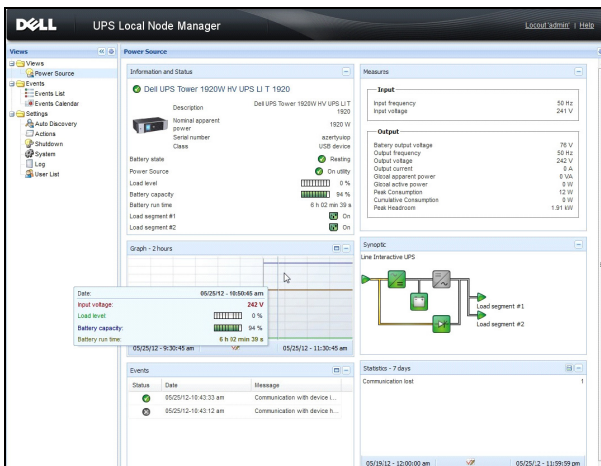 DELL UPS Local Node Manager
Locout'admin' | Help
Views
Views
Power Source
Events
Events List
Events Calendar
Settings
Auto Discovery
Actions
Shutdown
System
Log
User List
Power Source
Information and Status
Dell UPS Tower 1920W HV UPS LI T 1920
Description Dell UPS Tower 1920W HV UPS LI T 1920
Nominal apparent power 1920 W
Serial number azertyuiop
Class USB device
Battery state Resting
Power Source On utility
Load level 0 %
Battery capacity 94 %
Battery run time 6 h 02 min 39 s
Load segment #1 On
Load segment #2 On
Graph - 2 hours
Date: 05/25/12 - 10:50:45 am
Input voltage: 242 V
Load level: 0 %
Battery capacity: 94 %
Battery run time: 6 h 02 min 39 s
05/25/12 - 9:30:45 am 05/25/12 - 11:30:45 am
Events
Status Date Message
05/25/12-10:43:33 am Communication with device i...
05/25/12-10:43:12 am Communication with device h...
Measures
Input
Input frequency 50 Hz
Input voltage 241 V
Output
Battery output voltage 76 V
Output frequency 50 Hz
Output voltage 242 V
Output current 0 A
Global apparent power 0 VA
Global active power 0 W
Peak Consumption 12 W
Cumulative Consumption 0 W
Peak Headroom 1.91 kW
Synoptic
Line Interactive UPS
Load segment #1
Load segment #2
Statistics - 7 days
Communication lost 1
05/19/12 - 12:00:00 am 05/25/12 - 11:59:59 pm